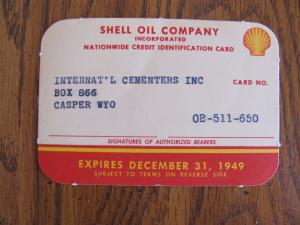 SHELL OIL COMPANY
INCORPORATED
NATIONWIDE CREDIT IDENTIFICATION CARD
INTERNAT'L CEMENTERS INC
BOX 866
CASPER WYO
CARD NO.
OB-511-650
SIGNATURES OF AUTHORIZED BEARERS
EXPIRES DECEMBER 31, 1949
SUBJECT TO TERMS ON REVERSE SIDE